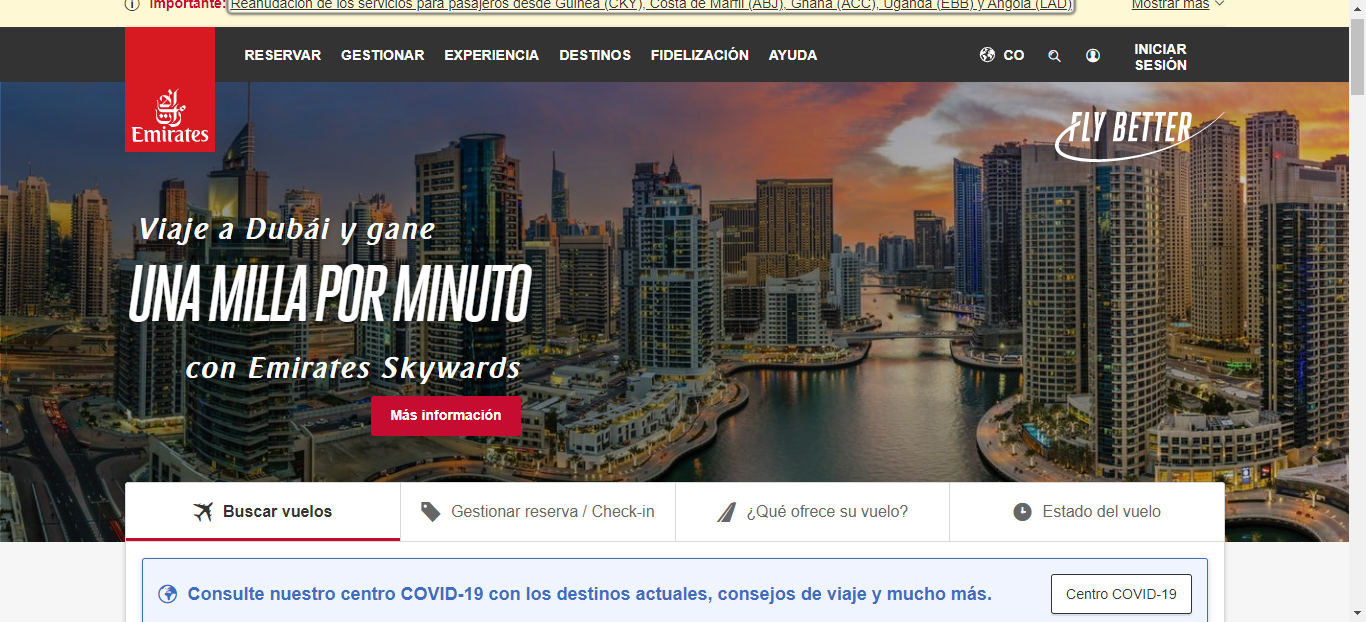 Importante: Reanudación de los servicios para pasajeros desde Guinea (CKY), Costa de Marfil (ABJ), Ghana (ACC), Uganda (EBB) y Angola (LAD) Mostrar más
RESERVAR GESTIONAR EXPERIENCIA DESTINOS FIDELIZACIÓN AYUDA CO INICIAR SESIÓN
Emirates
FLY BETTER
Viaje a Dubái y gane
UNA MILLA POR MINUTO
con Emirates Skywards
Más información
Buscar vuelos Gestionar reserva / Check-in ¿Qué ofrece su vuelo? Estado del vuelo
Consulte nuestro centro COVID-19 con los destinos actuales, consejos de viaje y mucho más. Centro COVID-19